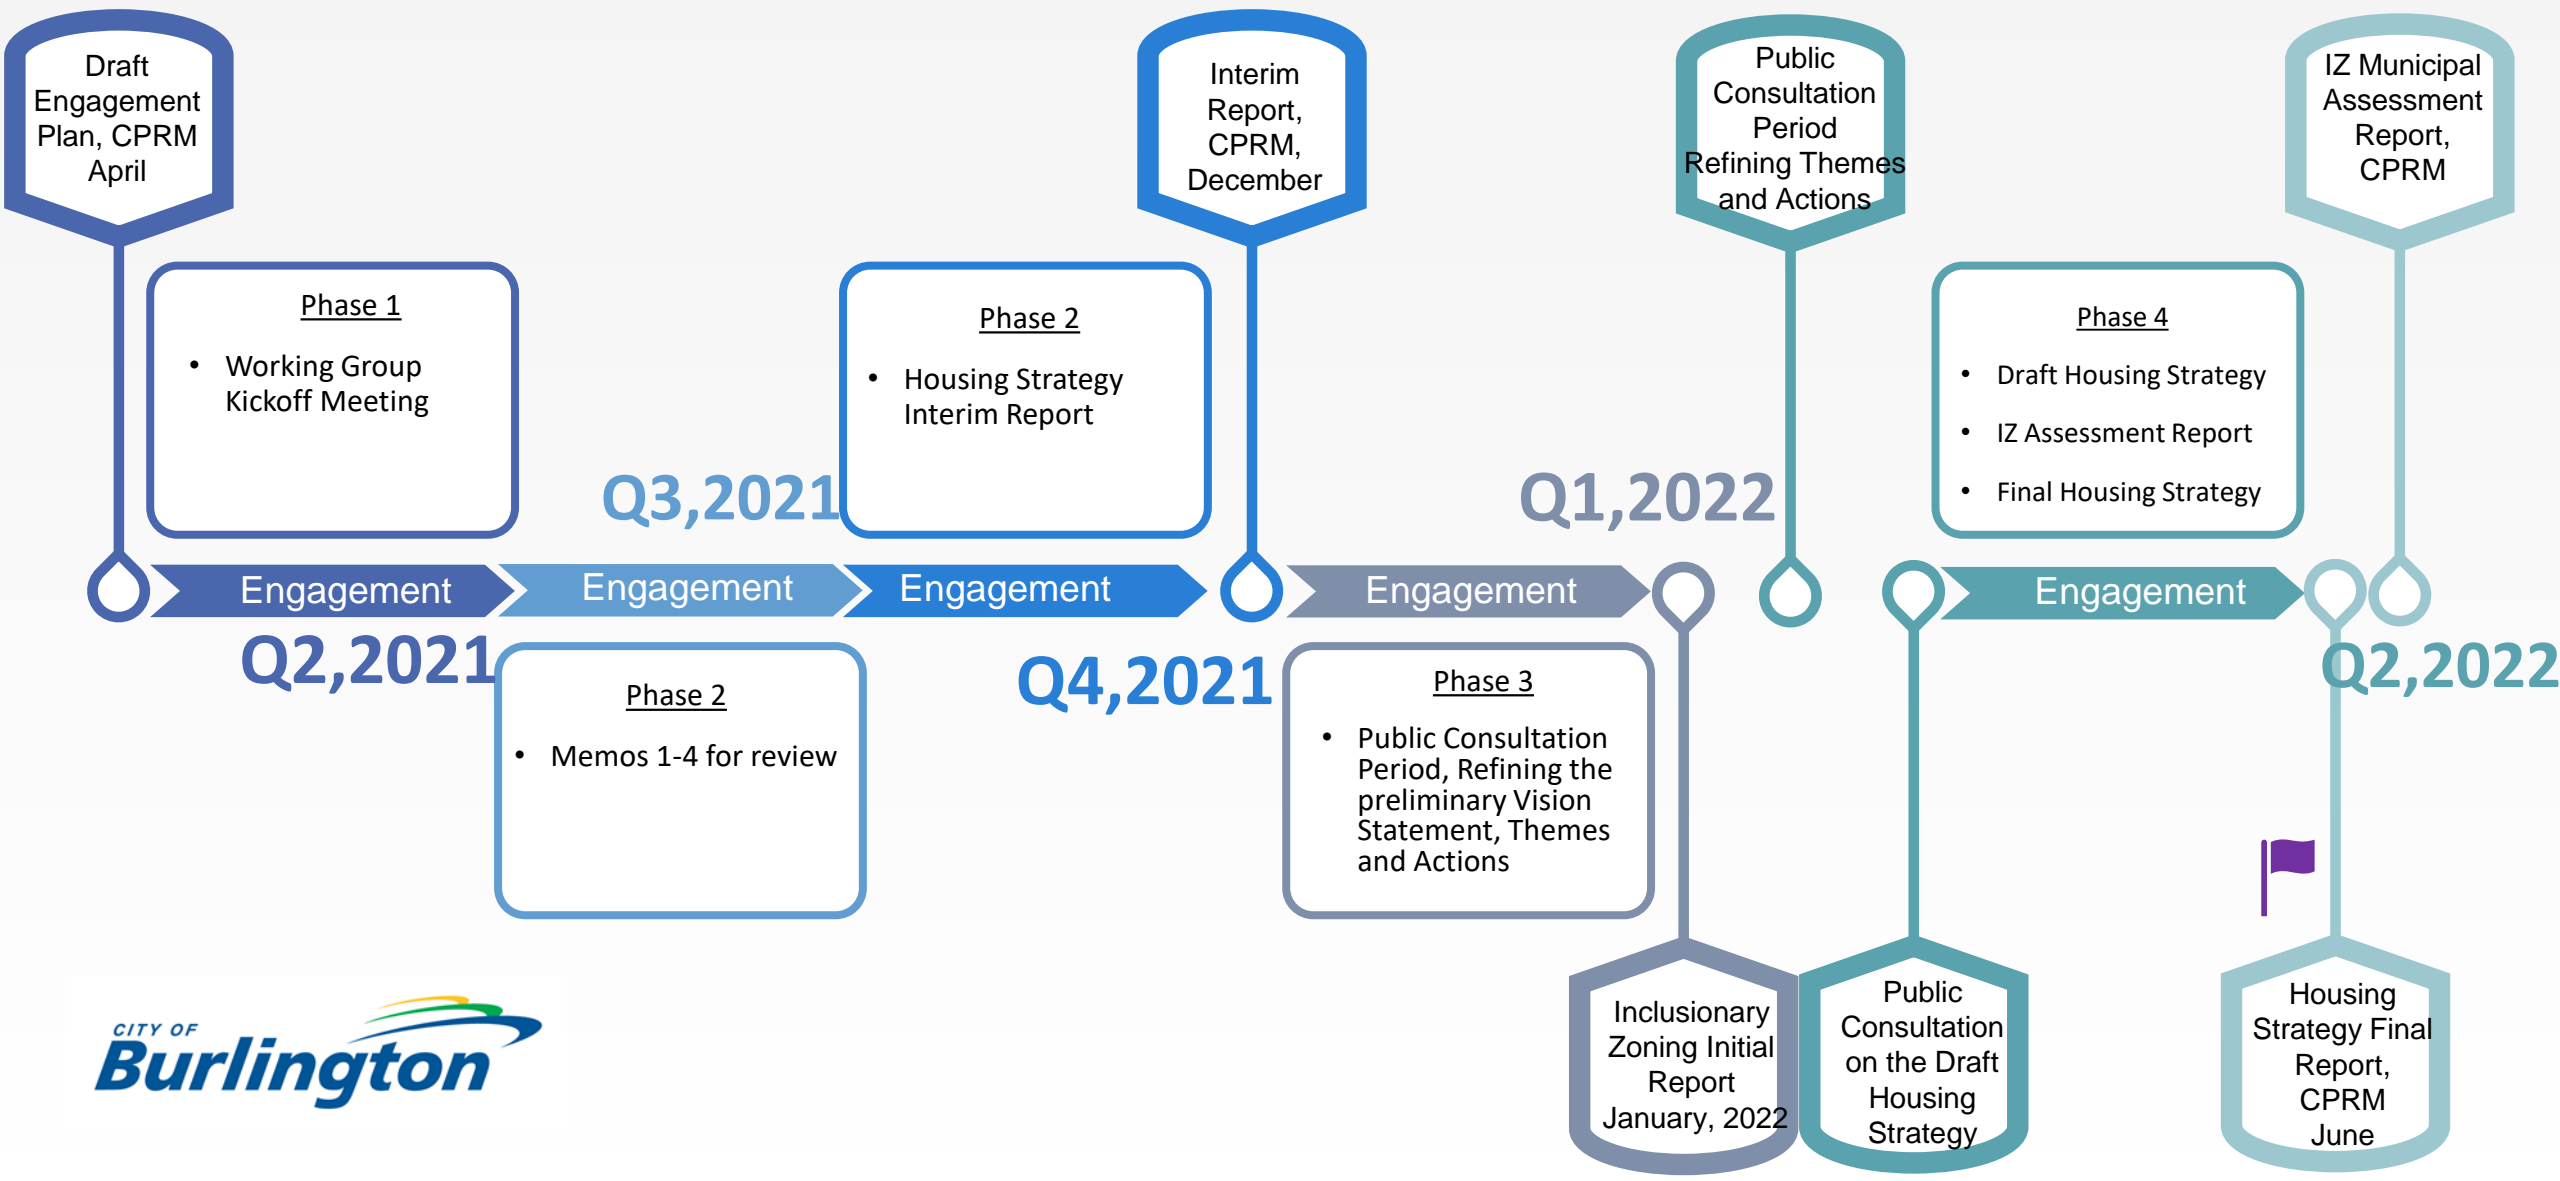 Draft
Engagement
Plan, CPRM
April
Interim
Report,
CPRM,
December
Public
Consultation
Period
Refining Themes
and Actions
IZ Municipal
Assessment
Report,
CPRM
Phase 1
• Working Group
Kickoff Meeting
Q3,2021
Phase 2
• Housing Strategy
Interim Report
Q1,2022
Phase 4
• Draft Housing Strategy
• IZ Assessment Report
• Final Housing Strategy
Engagement
Engagement
Engagement
Engagement
Engagement
Q2,2021
Phase 2
• Memos 1-4 for review
Q4,2021
Phase 3
• Public Consultation
Period, Refining the
preliminary Vision
Statement, Themes
and Actions
Q2,2022
CITY OF
Burlington
Inclusionary
Zoning Initial
Report
January, 2022
Public
Consultation
on the Draft
Housing
Strategy
Housing
Strategy Final
Report,
CPRM
June